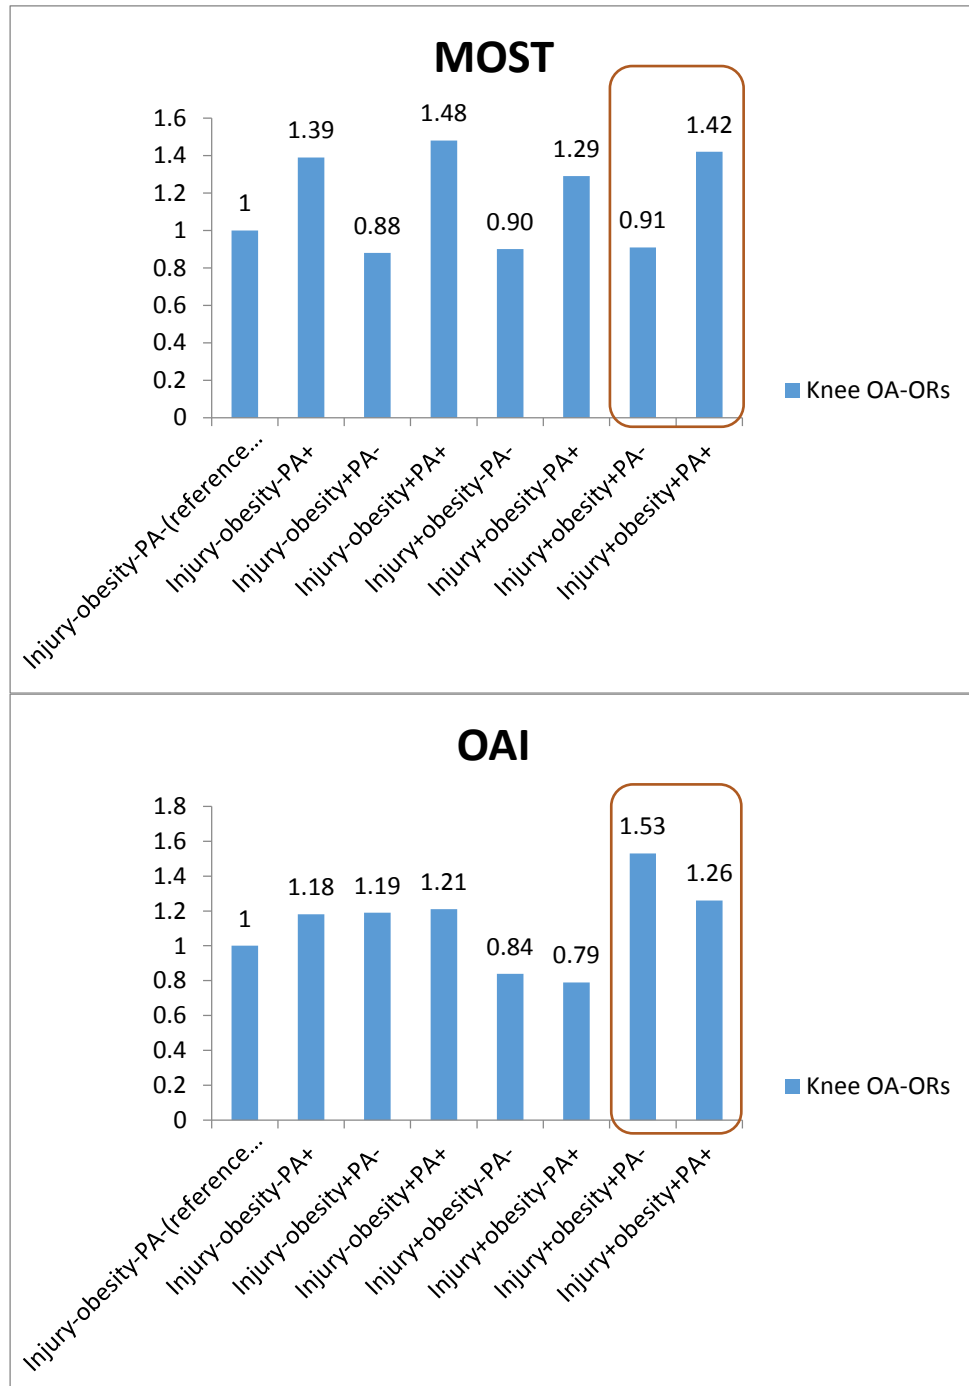 MOST
1.6
1.4
1.2
1
0.8
0.6
0.4
0.2
0
1
1.39
0.88
1.48
0.90
1.29
0.91
1.42
Knee OA-ORs
Injury-obesity-PA-(reference...
Injury-obesity-PA+
Injury-obesity+PA-
Injury-obesity+PA+
Injury+obesity-PA-
Injury+obesity-PA+
Injury+obesity+PA-
Injury+obesity+PA+
OAI
1.8
1.6
1.4
1.2
1
0.8
0.6
0.4
0.2
0
1
1.18
1.19
1.21
0.84
0.79
1.53
1.26
Knee OA-ORs
Injury-obesity-PA-(reference...
Injury-obesity-PA+
Injury-obesity+PA-
Injury-obesity+PA+
Injury+obesity-PA-
Injury+obesity-PA+
Injury+obesity+PA-
Injury+obesity+PA+